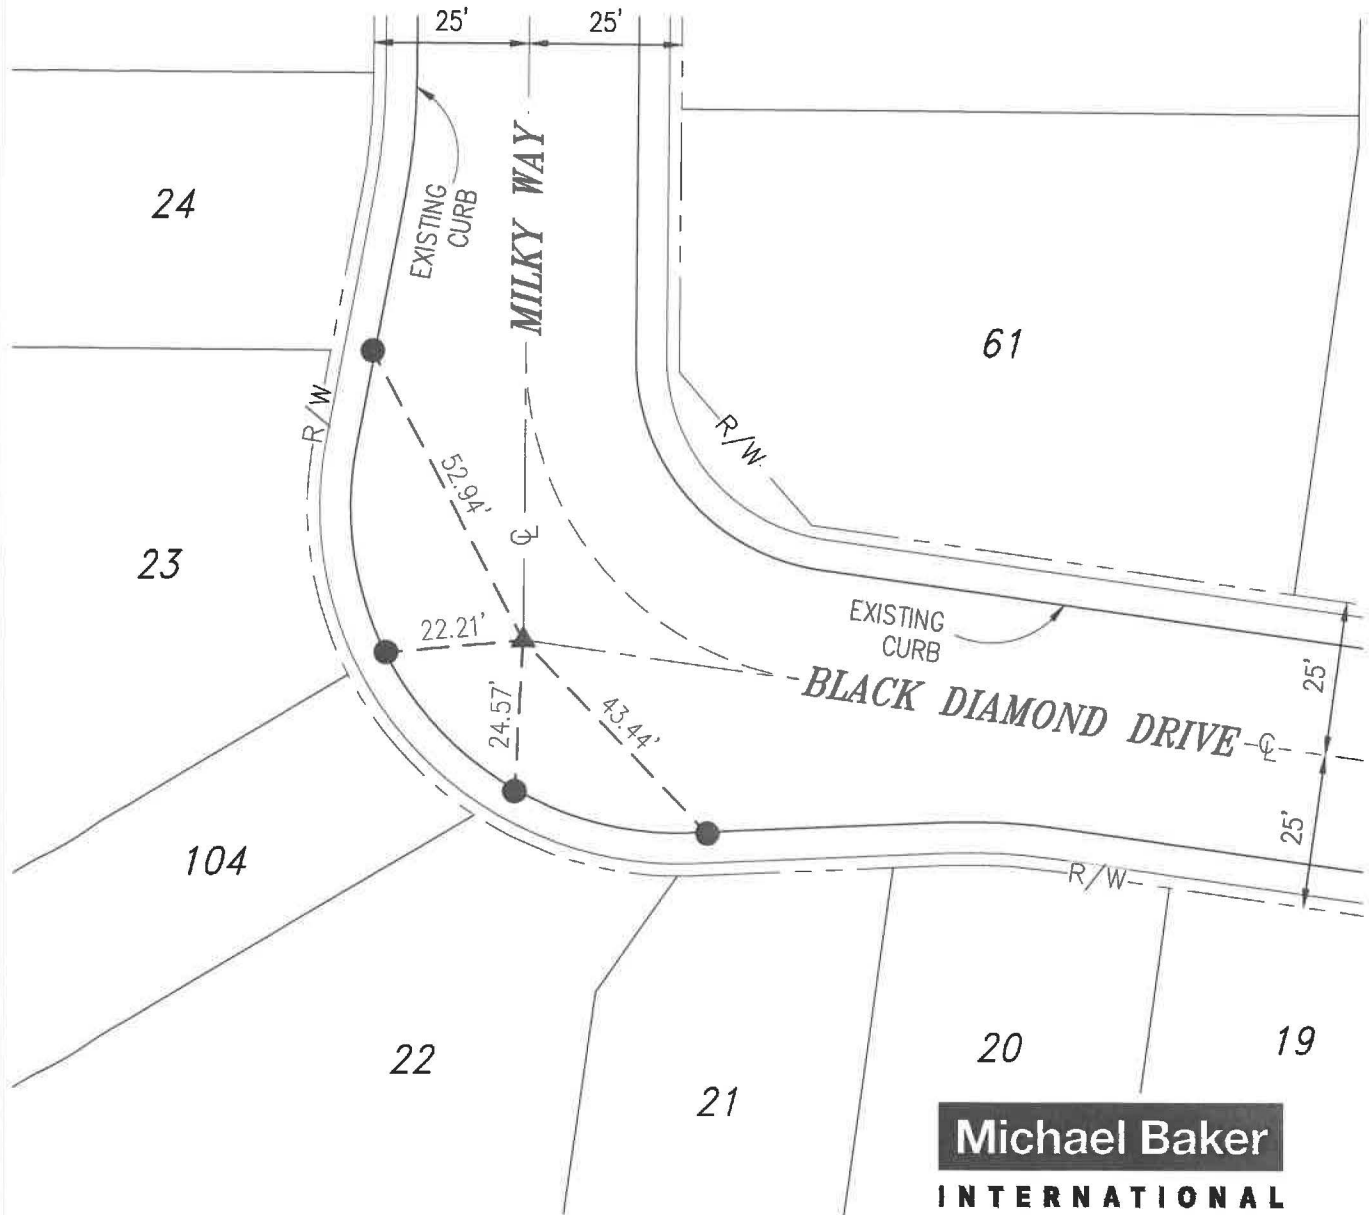 25'
25'
24
EXISTING
CURB
MILKY WAY
61
R/W
R/W
52.94'
℄
23
22.21'
EXISTING
CURB
24.57'
43.44'
BLACK DIAMOND DRIVE
℄
25'
25'
104
R/W
22
21
20
19
Michael Baker
INTERNATIONAL